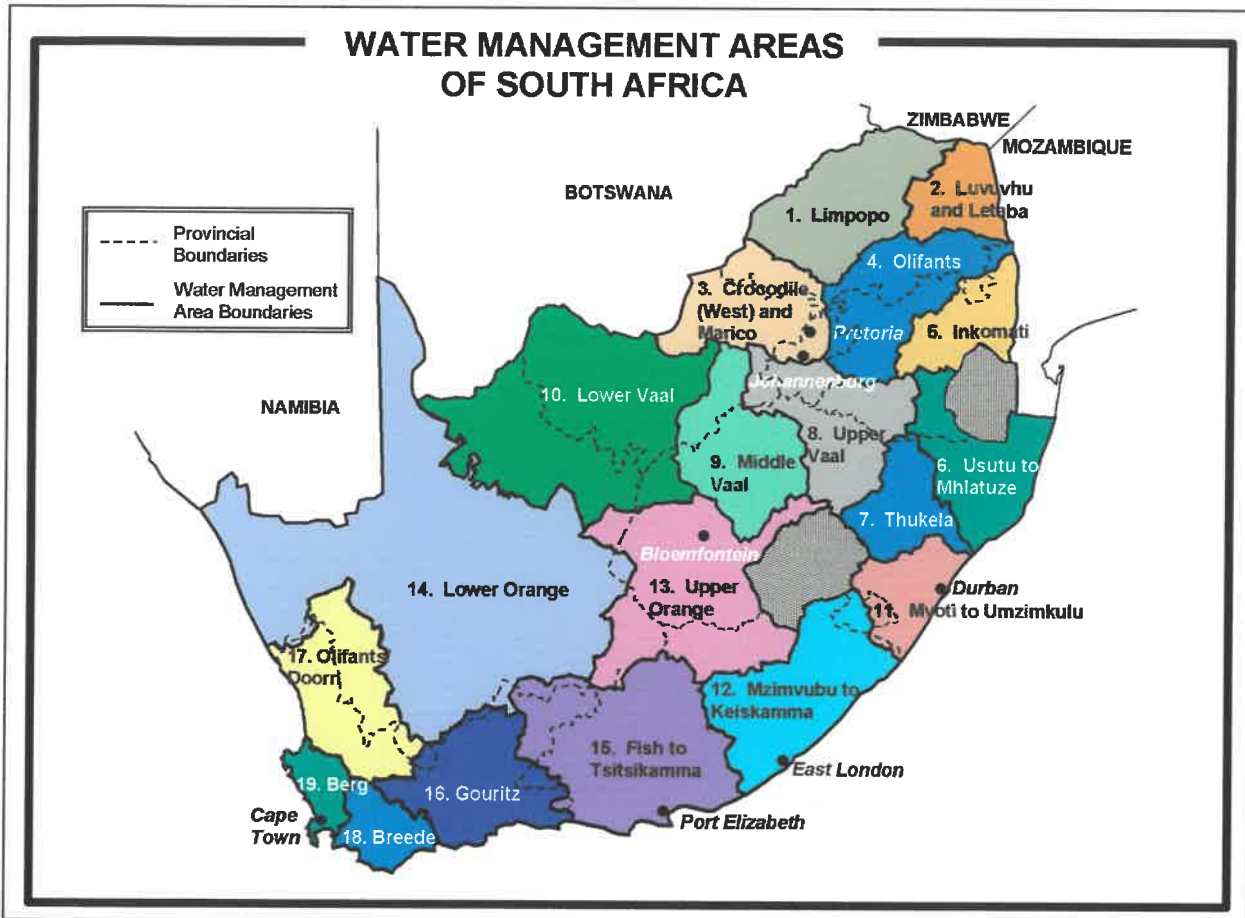 WATER MANAGEMENT AREAS
OF SOUTH AFRICA
ZIMBABWE
MOZAMBIQUE
BOTSWANA
NAMIBIA
Provincial
Boundaries
Water Management
Area Boundaries
1. Limpopo
2. Luvuvhu
and Letaba
3. Crocodile
(West) and
Marico
4. Olifants
Pretoria
5. Inkomati
Johannenburg
10. Lower Vaal
8. Upper
Vaal
9. Middle
Vaal
6. Usutu to
Mhlatuze
7. Thukela
Bloemfontein
13. Upper
Orange
14. Lower Orange
Durban
11. Mvoti to Umzimkulu
17. Olifants
Doorn
12. Mzimvubu to
Keiskamma
15. Fish to
Tsitsikamma
East London
19. Berg
16. Gouritz
Cape
Town
18. Breede
Port Elizabeth